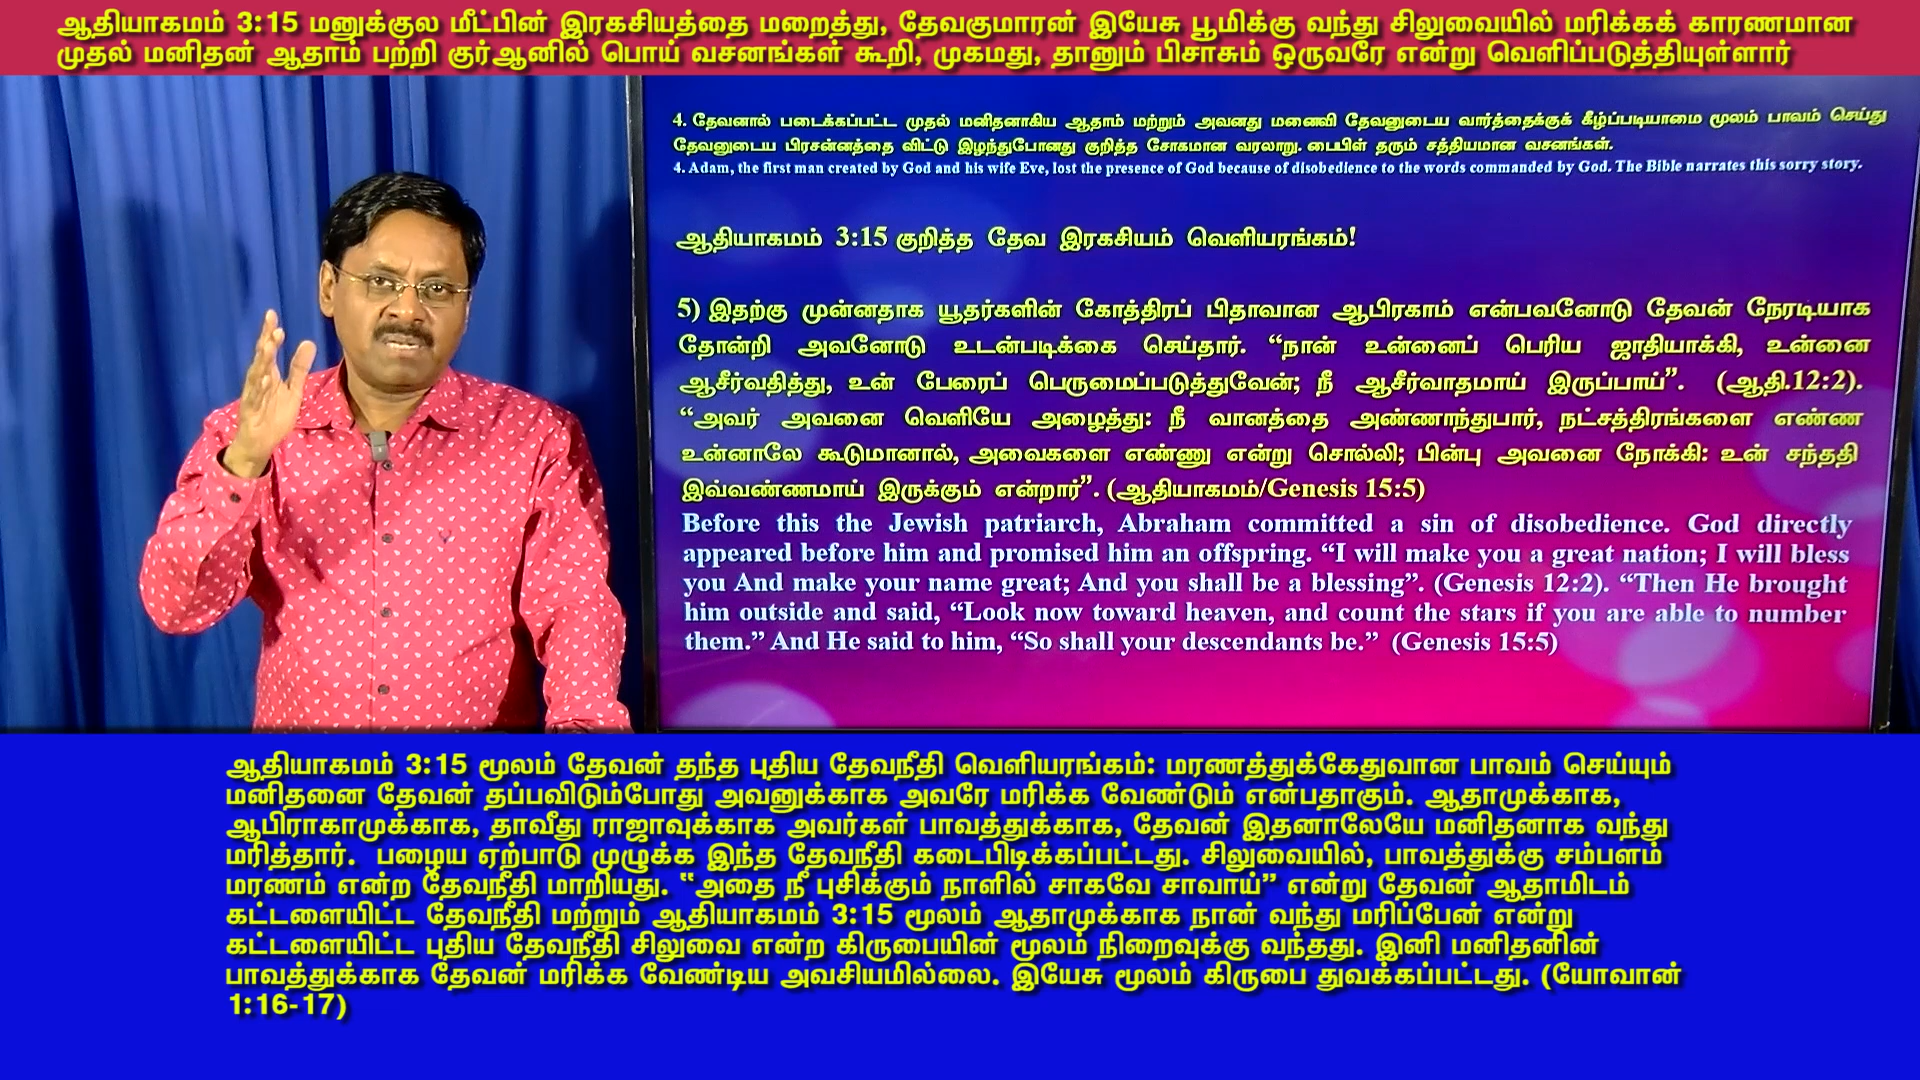 ஆதியாகமம் 3:15 மனுக்குல மீட்பின் இரகசியத்தை மறைத்து, தேவகுமாரன் இயேசு பூமிக்கு வந்து சிலுவையில் மரிக்கக் காரணமான
முதல் மனிதன் ஆதாம் பற்றி குர்ஆனில் பொய் வசனங்கள் கூறி, முகமது, தானும் பிசாசும் ஒருவரே என்று வெளிப்படுத்தியுள்ளார்
4. தேவனால் படைக்கப்பட்ட முதல் மனிதனாகிய ஆதாம் மற்றும் அவனது மனைவி தேவனுடைய வார்த்தைக்குக் கீழ்ப்படியாமை மூலம் பாவம் செய்து
தேவனுடைய பிரசன்னத்தை விட்டு இழந்துபோனது குறித்த சோகமான வரலாறு. பைபிள் தரும் சத்தியமான வசனங்கள்.
4. Adam, the first man created by God and his wife Eve, lost the presence of God because of disobedience to the words commanded by God. The Bible narrates this sorry story.
ஆதியாகமம் 3:15 குறித்த தேவ இரகசியம் வெளியரங்கம்!
5) இதற்கு முன்னதாக யூதர்களின் கோத்திரப் பிதாவான ஆபிரகாம் என்பவனோடு தேவன் நேரடியாக
தோன்றி அவனோடு உடன்படிக்கை செய்தார். “நான் உன்னைப் பெரிய ஜாதியாக்கி, உன்னை
ஆசீர்வதித்து, உன் பேரைப் பெருமைப்படுத்துவேன்; நீ ஆசீர்வாதமாய் இருப்பாய்”. (ஆதி.12:2).
“அவர் அவனை வெளியே அழைத்து: நீ வானத்தை அண்ணாந்துபார், நட்சத்திரங்களை எண்ண
உன்னாலே கூடுமானால், அவைகளை எண்ணு என்று சொல்லி; பின்பு அவனை நோக்கி: உன் சந்ததி
இவ்வண்ணமாய் இருக்கும் என்றார்”. (ஆதியாகமம்/Genesis 15:5)
Before this the Jewish patriarch, Abraham committed a sin of disobedience. God directly
appeared before him and promised him an offspring. “I will make you a great nation; I will bless
you And make your name great; And you shall be a blessing”. (Genesis 12:2). “Then He brought
him outside and said, “Look now toward heaven, and count the stars if you are able to number
them.” And He said to him, “So shall your descendants be.” (Genesis 15:5)
ஆதியாகமம் 3:15 மூலம் தேவன் தந்த புதிய தேவநீதி வெளியரங்கம்: மரணத்துக்கேதுவான பாவம் செய்யும்
மனிதனை தேவன் தப்பவிடும்போது அவனுக்காக அவரே மரிக்க வேண்டும் என்பதாகும். ஆதாமுக்காக,
ஆபிராகாமுக்காக, தாவீது ராஜாவுக்காக அவர்கள் பாவத்துக்காக, தேவன் இதனாலேயே மனிதனாக வந்து
மரித்தார். பழைய ஏற்பாடு முழுக்க இந்த தேவநீதி கடைபிடிக்கப்பட்டது. சிலுவையில், பாவத்துக்கு சம்பளம்
மரணம் என்ற தேவநீதி மாறியது. “அதை நீ புசிக்கும் நாளில் சாகவே சாவாய்” என்று தேவன் ஆதாமிடம்
கட்டளையிட்ட தேவநீதி மற்றும் ஆதியாகமம் 3:15 மூலம் ஆதாமுக்காக நான் வந்து மரிப்பேன் என்று
கட்டளையிட்ட புதிய தேவநீதி சிலுவை என்ற கிருபையின் மூலம் நிறைவுக்கு வந்தது. இனி மனிதனின்
பாவத்துக்காக தேவன் மரிக்க வேண்டிய அவசியமில்லை. இயேசு மூலம் கிருபை துவக்கப்பட்டது. (யோவான்
1:16-17)